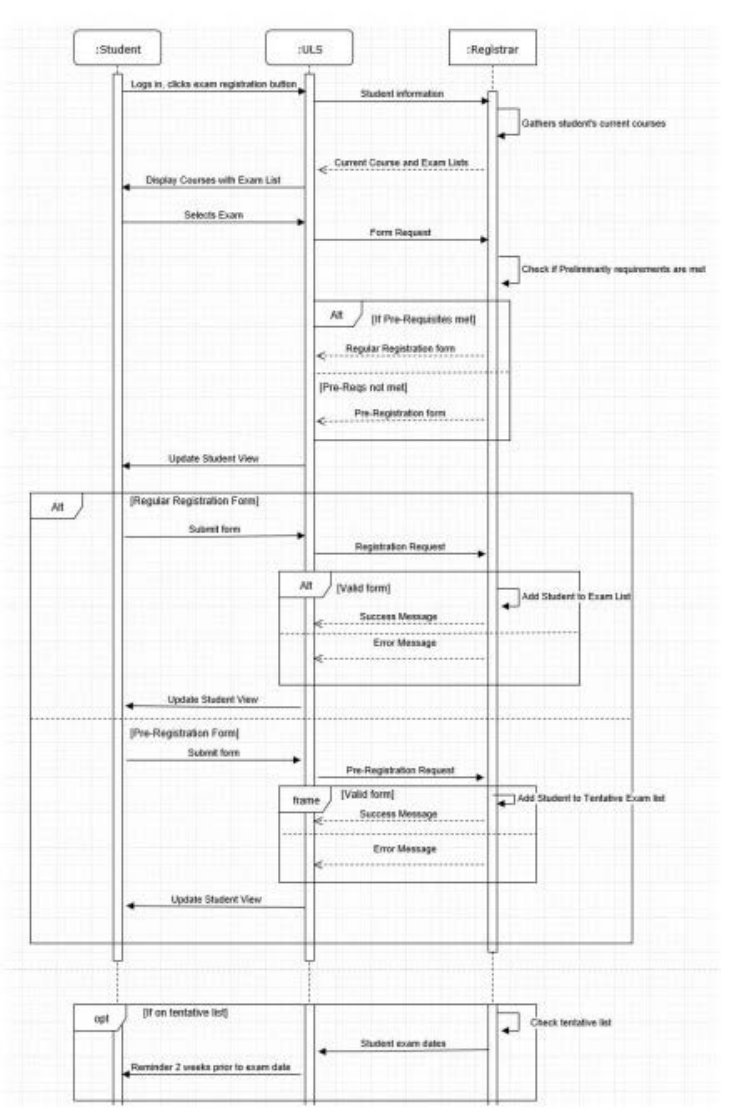 :Student
:ULS
:Registrar
Logs in, clicks exam registration button
Student information
Gathers student's current courses
Current Course and Exam Lists
Display Courses with Exam List
Selects Exam
Form Request
Check if Preliminarily requirements are met
Alt
[If Pre-Requisites met]
Regular Registration form
[Pre-Reqs not met]
Pre-Registration form
Update Student View
Alt
[Regular Registration Form]
Submit form
Registration Request
Alt
[Valid form]
Add Student to Exam List
Success Message
Error Message
Update Student View
[Pre-Registration Form]
Submit form
Pre-Registration Request
frame
[Valid form]
Add Student to Tentative Exam list
Success Message
Error Message
Update Student View
opt
[If on tentative list]
Check tentative list
Student exam dates
Reminder 2 weeks prior to exam date